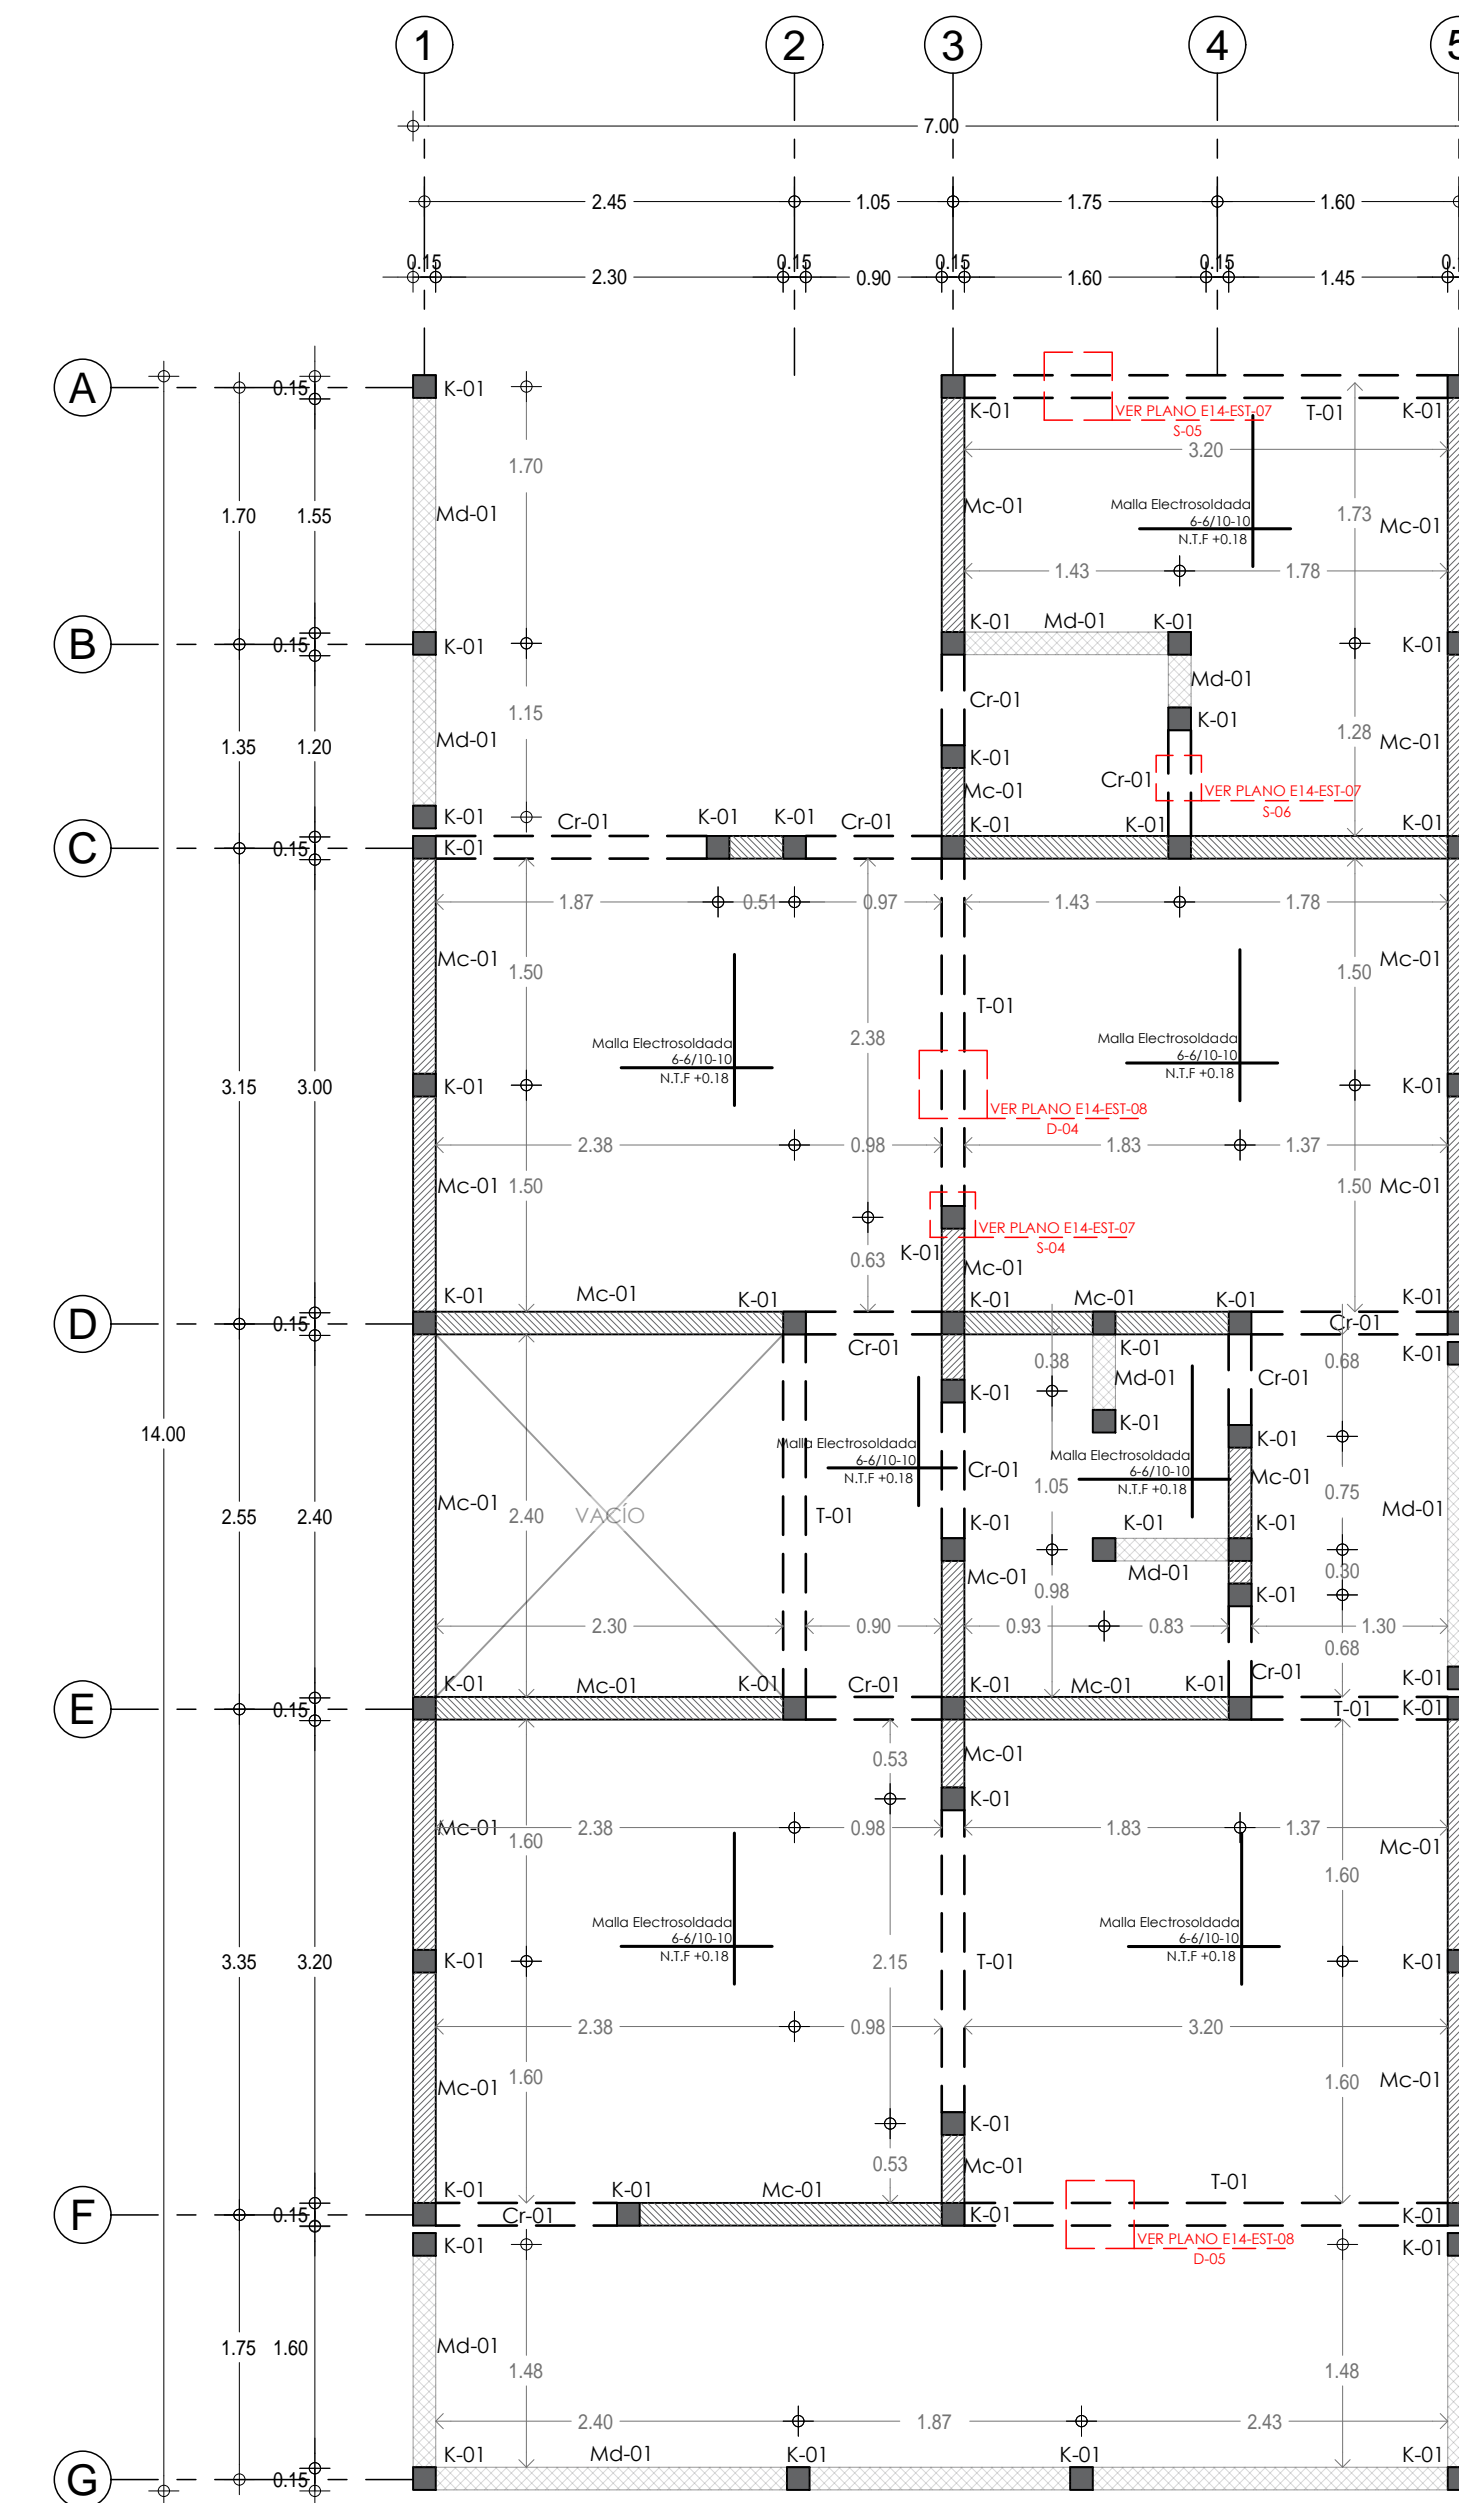 1 2 3 4
7.00
2.45 1.05 1.75 1.60
0.15 0.15 0.15 0.15
2.30 0.90 1.60 1.45
A 0.15 K-01
K-01 T-01 K-01
VER PLANO E14-EST-07
S-05
3.20
1.70
Malla Electrosoldada
6-6/10-10
N.T.F +0.18
1.70 1.55 Md-01 Mc-01 1.73 Mc-01
1.43 1.78
K-01 Md-01 K-01
B 0.15 K-01 K-01
Md-01
Cr-01
1.15 K-01
1.35 1.20 Md-01 1.28 Mc-01
K-01
Cr-01
Mc-01 VER PLANO E14-EST-07
S-06
K-01 K-01 K-01 Cr-01 Cr-01 K-01 K-01 K-01
C 0.15 K-01
1.87 0.51 0.97 1.43 1.78
Mc-01 1.50 1.50 Mc-01
T-01
2.38
Malla Electrosoldada
6-6/10-10
N.T.F +0.18
Malla Electrosoldada
6-6/10-10
N.T.F +0.18
3.15 3.00 K-01 K-01
VER PLANO E14-EST-08
D-04
2.38 0.98 1.83 1.37
Mc-01 1.50 1.50 Mc-01
VER PLANO E14-EST-07
S-04
K-01
0.63 Mc-01
K-01 Mc-01 K-01 K-01 Mc-01 K-01 K-01
D 0.15 Cr-01
Cr-01 K-01 K-01
0.38 0.68
Md-01 Cr-01
K-01 K-01
14.00 K-01
Malla Electrosoldada
6-6/10-10
N.T.F +0.18
Malla Electrosoldada
6-6/10-10
N.T.F +0.18
Cr-01 Mc-01
1.05 0.75
Mc-01 Md-01
2.55 2.40 2.40 VACÍO T-01
K-01 K-01 K-01
Mc-01 Md-01 0.30
0.98 K-01
2.30 0.90 0.93 0.83 1.30
0.68
Cr-01
K-01 Mc-01 K-01 Cr-01 K-01 Mc-01 K-01 K-01
E 0.15 T-01 K-01
0.53 Mc-01
K-01
Mc-01 2.38 0.98 1.83 1.37
1.60 1.60 Mc-01
Malla Electrosoldada
6-6/10-10
N.T.F +0.18
Malla Electrosoldada
6-6/10-10
N.T.F +0.18
3.35 3.20 K-01 2.15 T-01 K-01
2.38 0.98 3.20
Mc-01 1.60 1.60 Mc-01
K-01
0.53 Mc-01
K-01 K-01 Mc-01 T-01
F 0.15 Cr-01 K-01 K-01
K-01 K-01
VER PLANO E14-EST-08
D-05
1.75 1.60 Md-01
1.48 1.48
2.40 1.87 2.43
K-01 Md-01 K-01 K-01 K-01
G 0.15